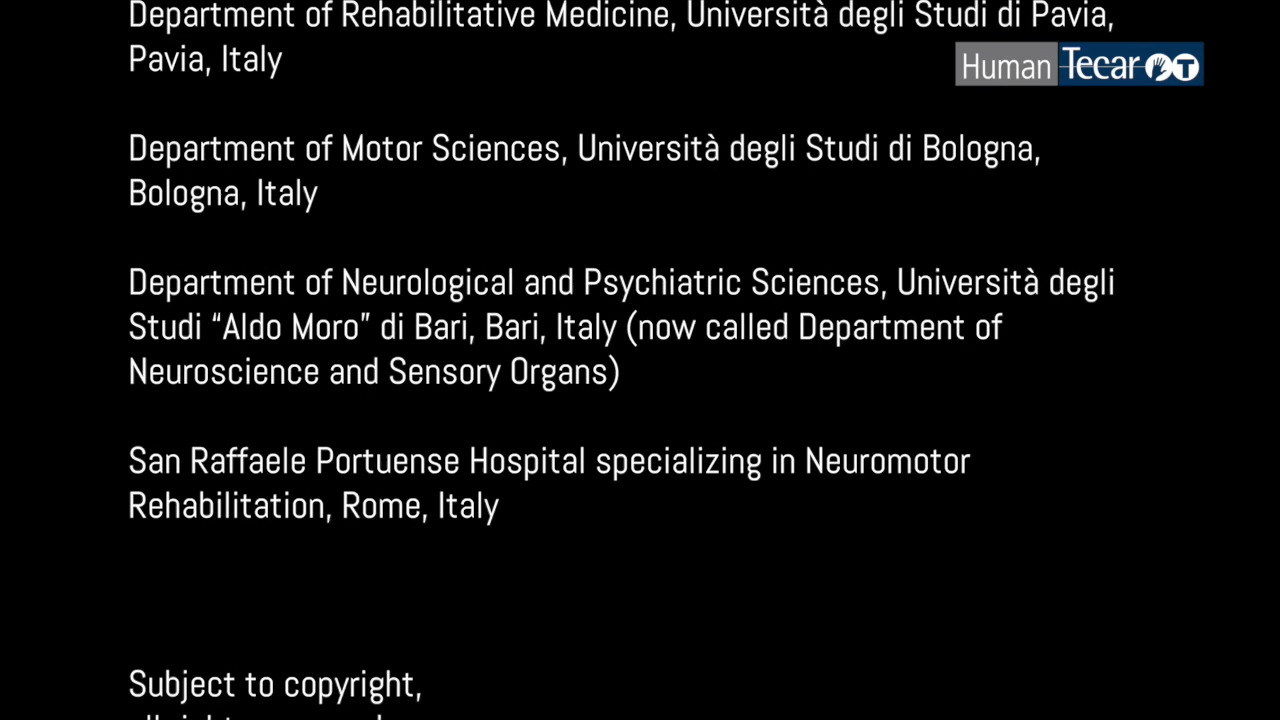 Department of Rehabilitative Medicine, Università degli Studi di Pavia,
Pavia, Italy
Human Tecar
Department of Motor Sciences, Università degli Studi di Bologna,
Bologna, Italy
Department of Neurological and Psychiatric Sciences, Università degli
Studi “Aldo Moro” di Bari, Bari, Italy (now called Department of
Neuroscience and Sensory Organs)
San Raffaele Portuense Hospital specializing in Neuromotor
Rehabilitation, Rome, Italy
Subject to copyright,